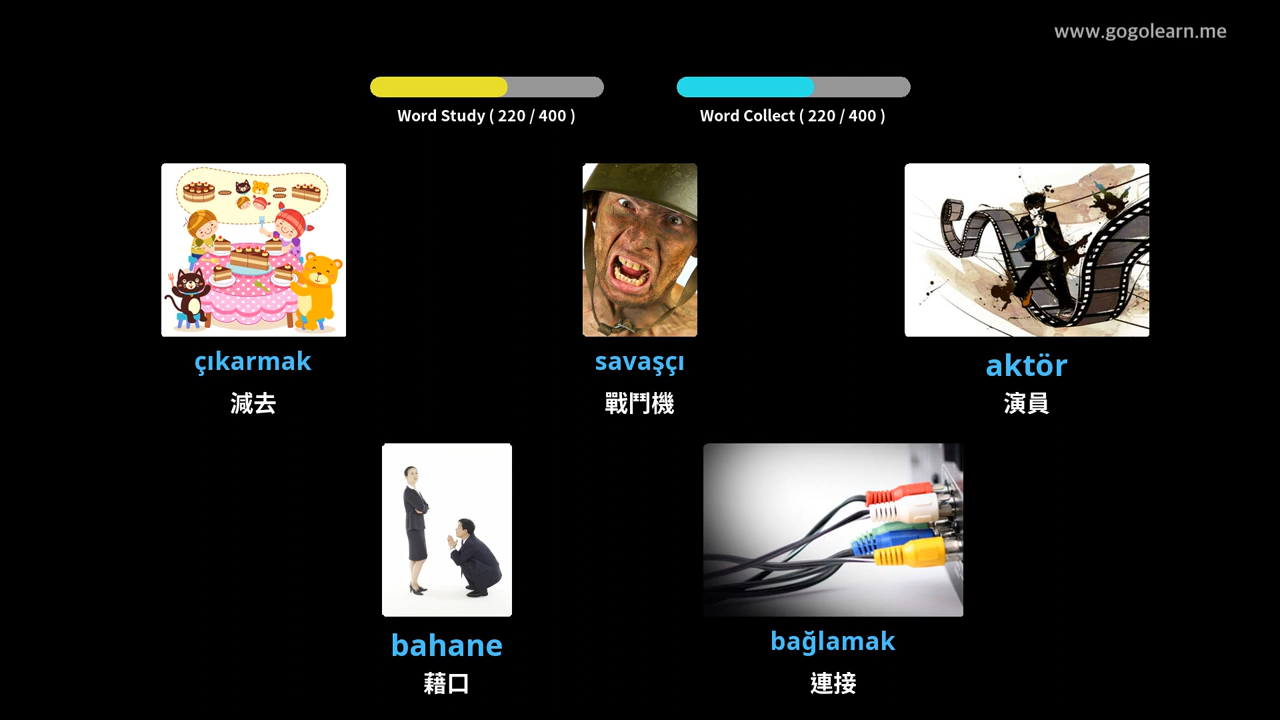 www.gogolearn.me
Word Study ( 220 / 400 )
Word Collect ( 220 / 400 )
çıkarmak
減去
savaşçı
戰鬥機
aktör
演員
bahane
藉口
bağlamak
連接